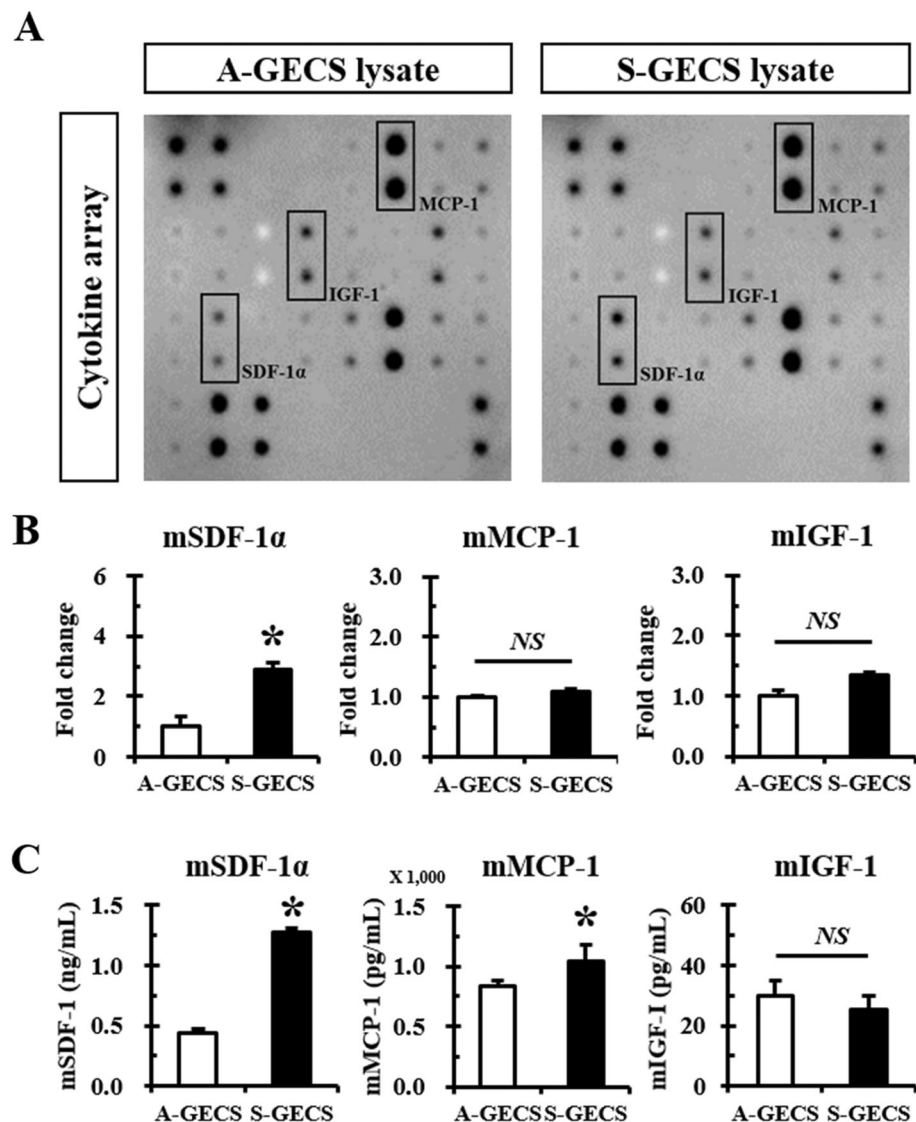 A
A-GECS lysate
S-GECS lysate
Cytokine array
MCP-1
MCP-1
IGF-1
IGF-1
SDF-1α
SDF-1α
B
mSDF-1α
mMCP-1
mIGF-1
Fold change
6
4
2
0
*
A-GECS S-GECS
Fold change
3.0
2.0
1.0
0.0
NS
A-GECS S-GECS
Fold change
3.0
2.0
1.0
0.0
NS
A-GECS S-GECS
C
mSDF-1α
X 1,000
mMCP-1
mIGF-1
mSDF-1 (ng/mL)
1.5
1.0
0.5
0.0
*
A-GECS S-GECS
mMCP-1 (pg/mL)
1.5
1.0
0.5
0.0
*
A-GECS S-GECS
mIGF-I (pg/mL)
60
40
20
0
NS
A-GECS S-GECS